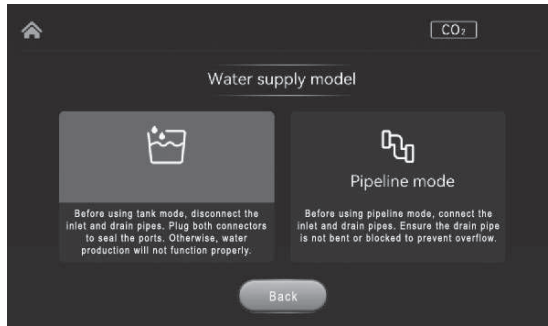 CO₂
Water supply model
Before using tank mode, disconnect the
inlet and drain pipes. Plug both connectors
to seal the ports. Otherwise, water
production will not function properly.
Pipeline mode
Before using pipeline mode, connect the
inlet and drain pipes. Ensure the drain pipe
is not bent or blocked to prevent overflow.
Back